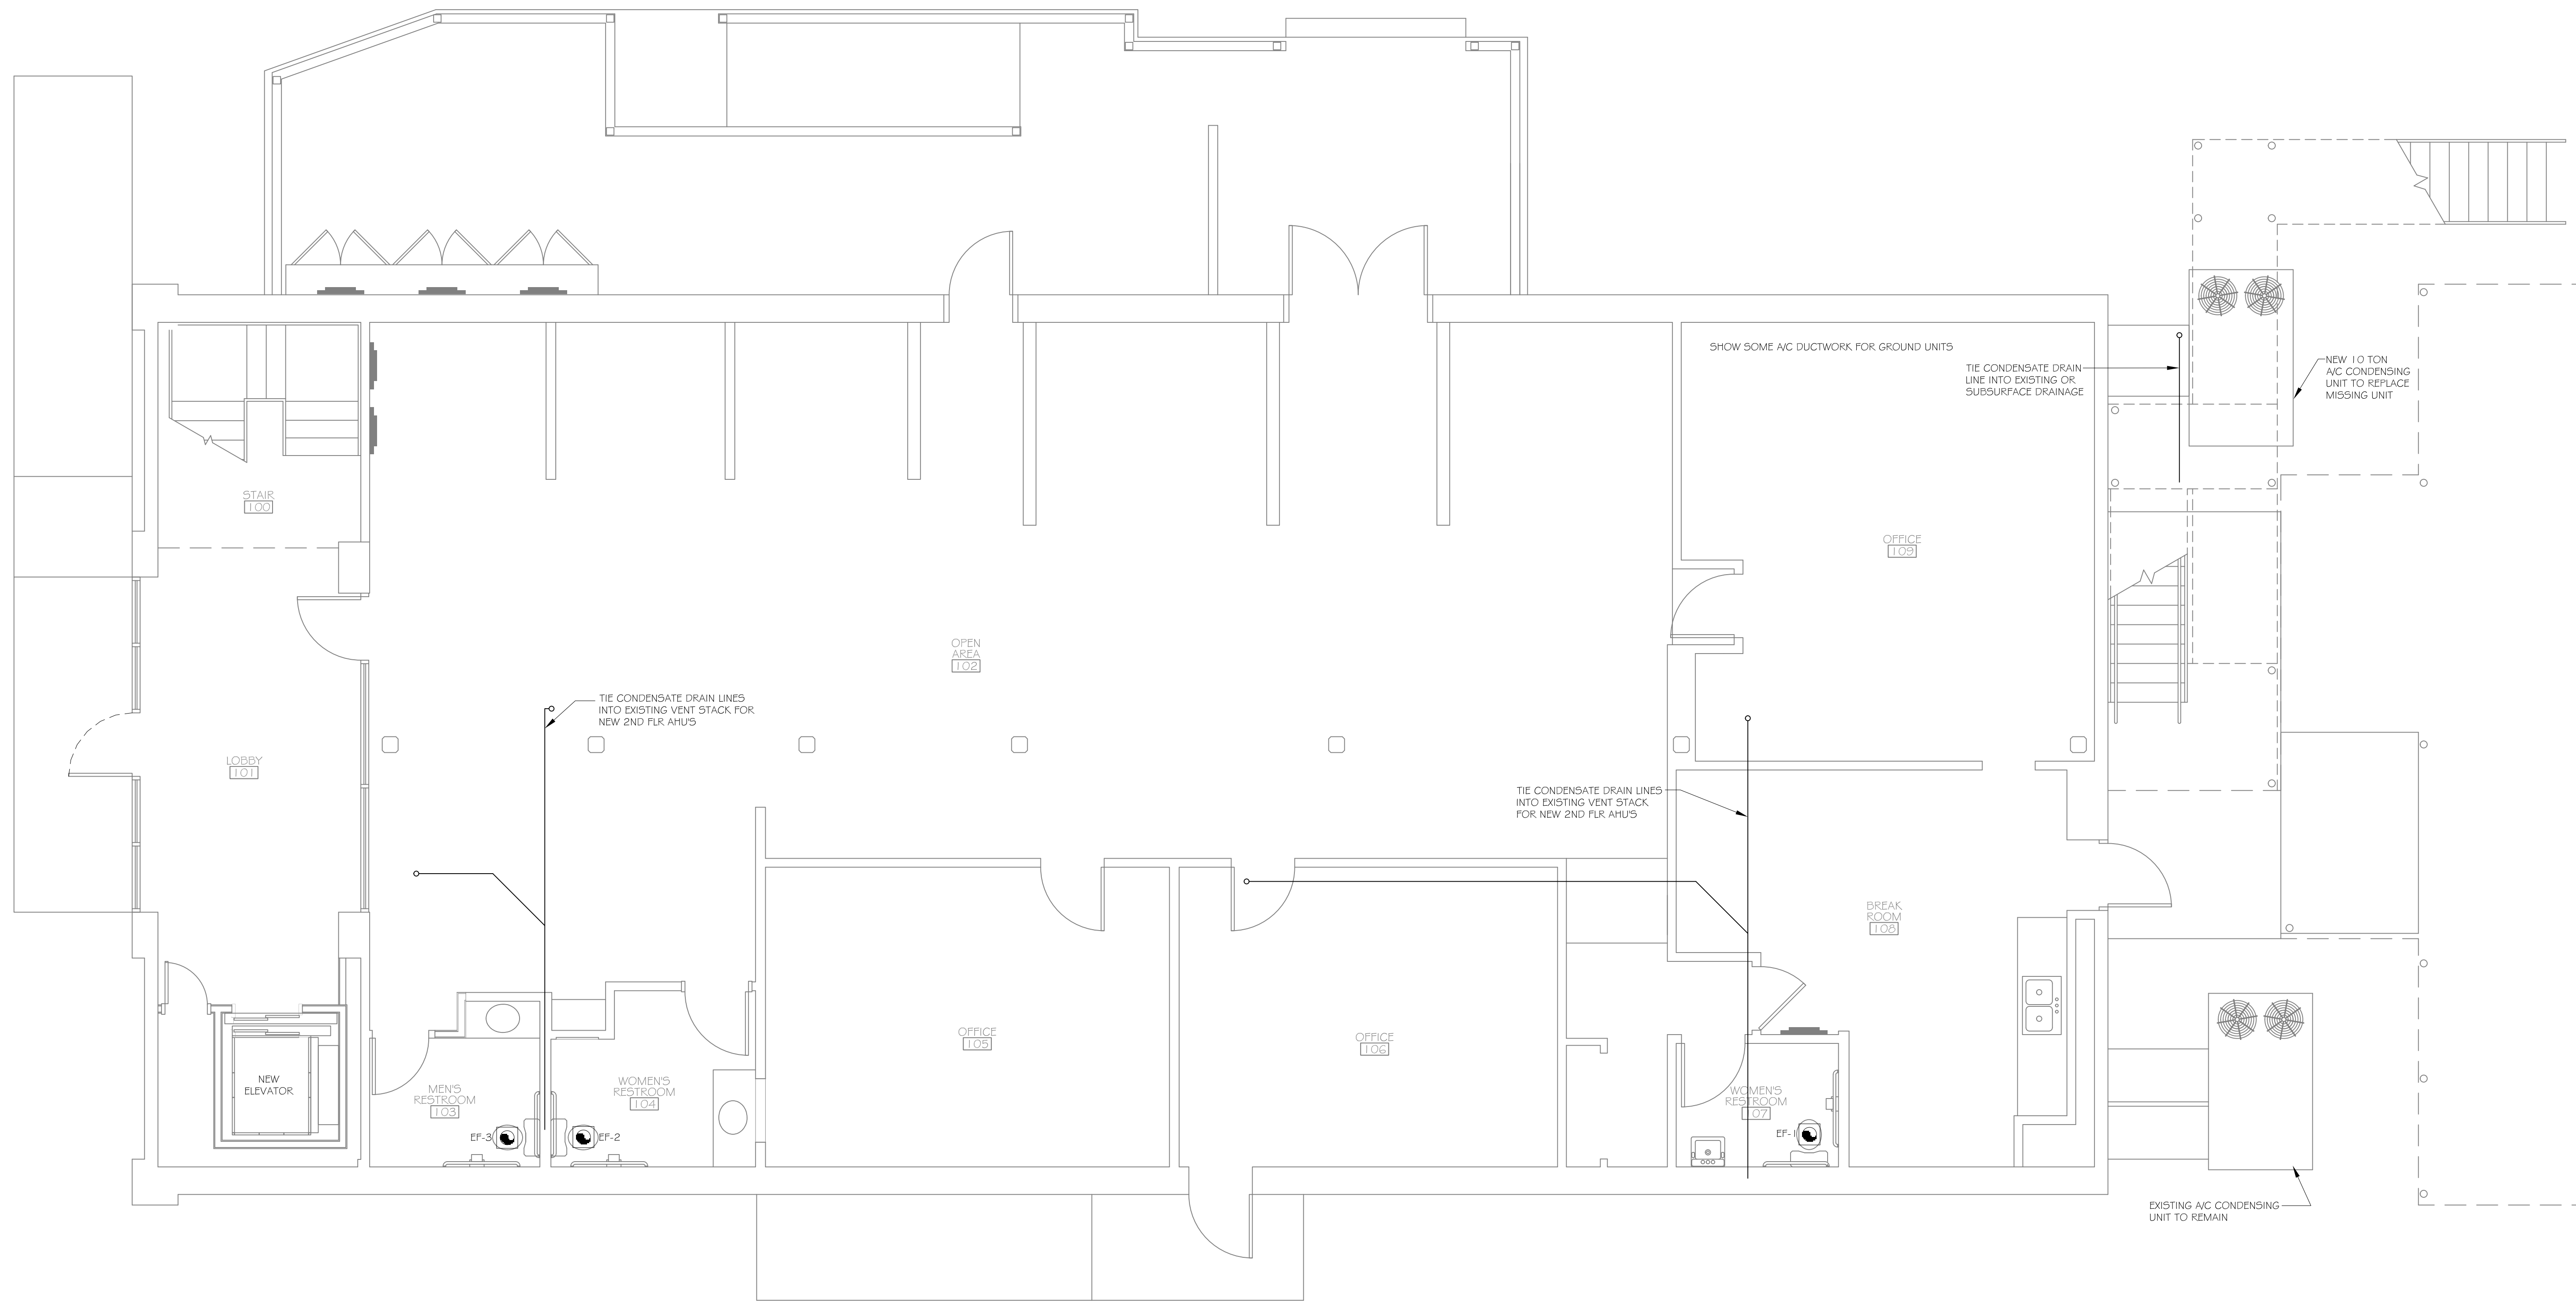 SHOW SOME A/C DUCTWORK FOR GROUND UNITS
TIE CONDENSATE DRAIN
LINE INTO EXISTING OR
SUBSURFACE DRAINAGE
NEW 10 TON
A/C CONDENSING
UNIT TO REPLACE
MISSING UNIT
STAIR
100
OFFICE
109
OPEN
AREA
102
TIE CONDENSATE DRAIN LINES
INTO EXISTING VENT STACK FOR
NEW 2ND FLR AHU'S
LOBBY
101
TIE CONDENSATE DRAIN LINES
INTO EXISTING VENT STACK
FOR NEW 2ND FLR AHU'S
BREAK
ROOM
108
NEW
ELEVATOR
MEN'S
RESTROOM
103
WOMEN'S
RESTROOM
104
OFFICE
105
OFFICE
106
WOMEN'S
RESTROOM
107
EF-3
EF-2
EF-1
EXISTING A/C CONDENSING
UNIT TO REMAIN